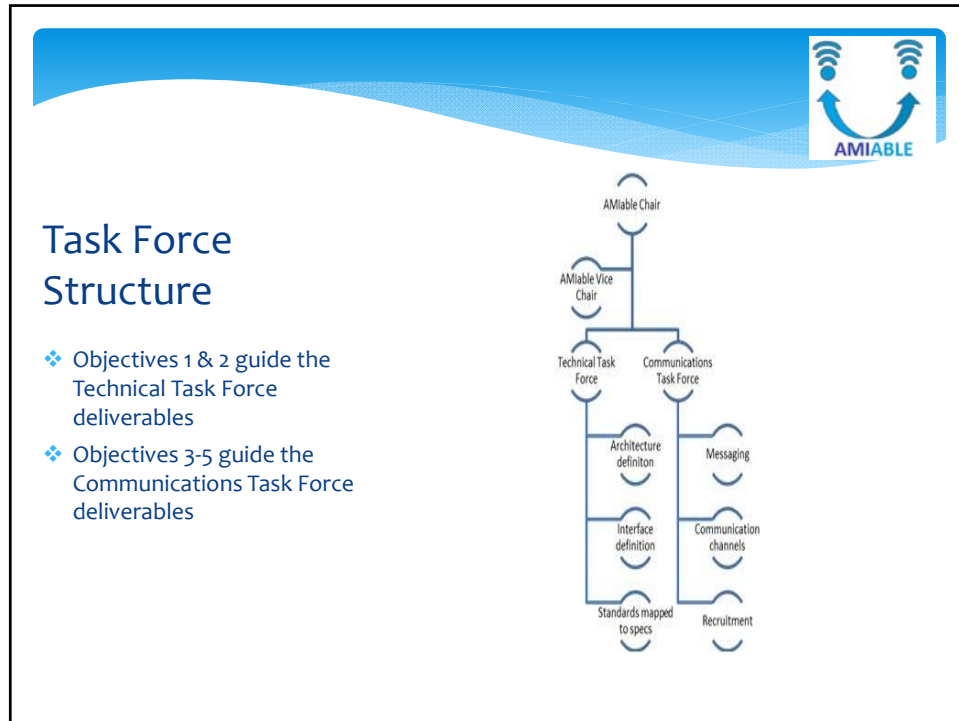 AMIABLE
Task Force
Structure
Objectives 1 & 2 guide the
Technical Task Force
deliverables
Objectives 3-5 guide the
Communications Task Force
deliverables
AMIable Chair
AMIable Vice
Chair
Technical Task
Force
Communications
Task Force
Architecture
definiton
Interface
definition
Standards mapped
to specs
Messaging
Communication
channels
Recruitment